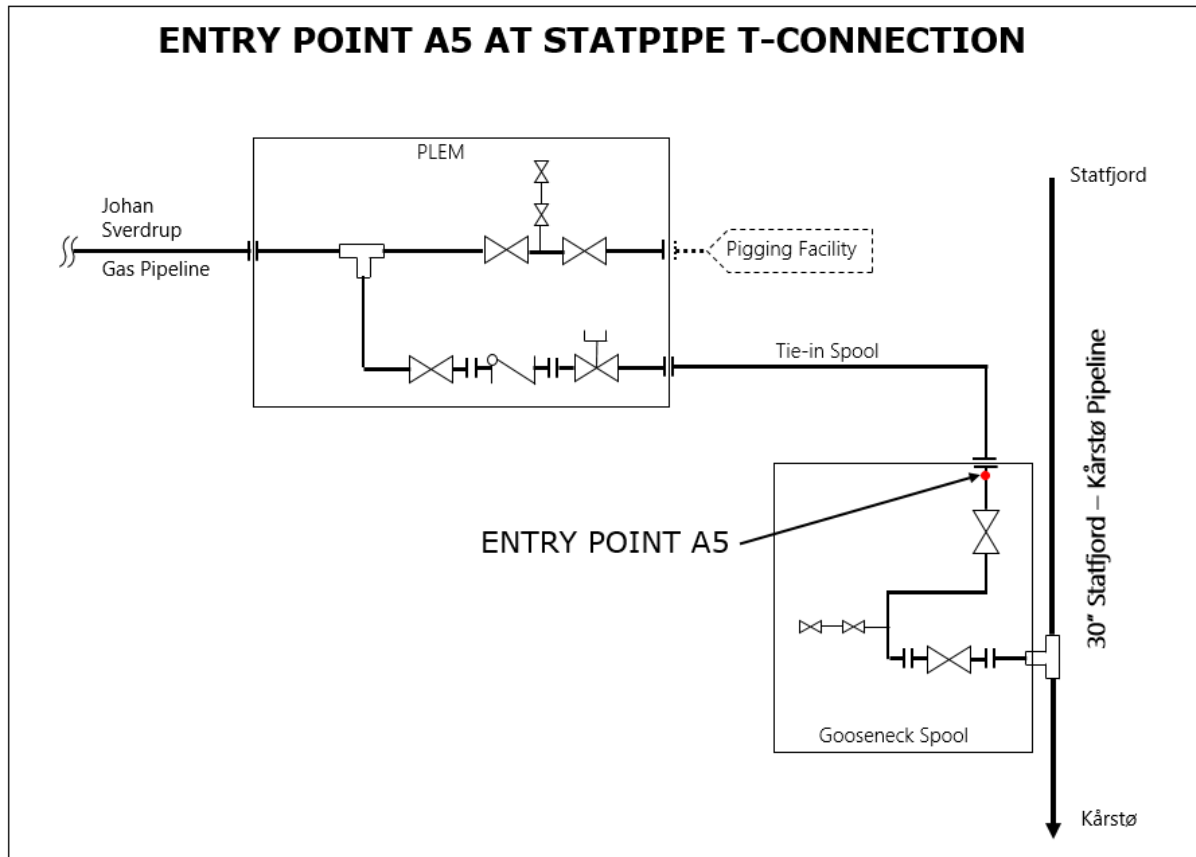 ENTRY POINT A5 AT STATPIPE T-CONNECTION
PLEM
Statfjord
Johan
Sverdrup
Gas Pipeline
Pigging Facility
Tie-in Spool
30" Statfjord – Kårstø Pipeline
ENTRY POINT A5
Gooseneck Spool
Kårstø